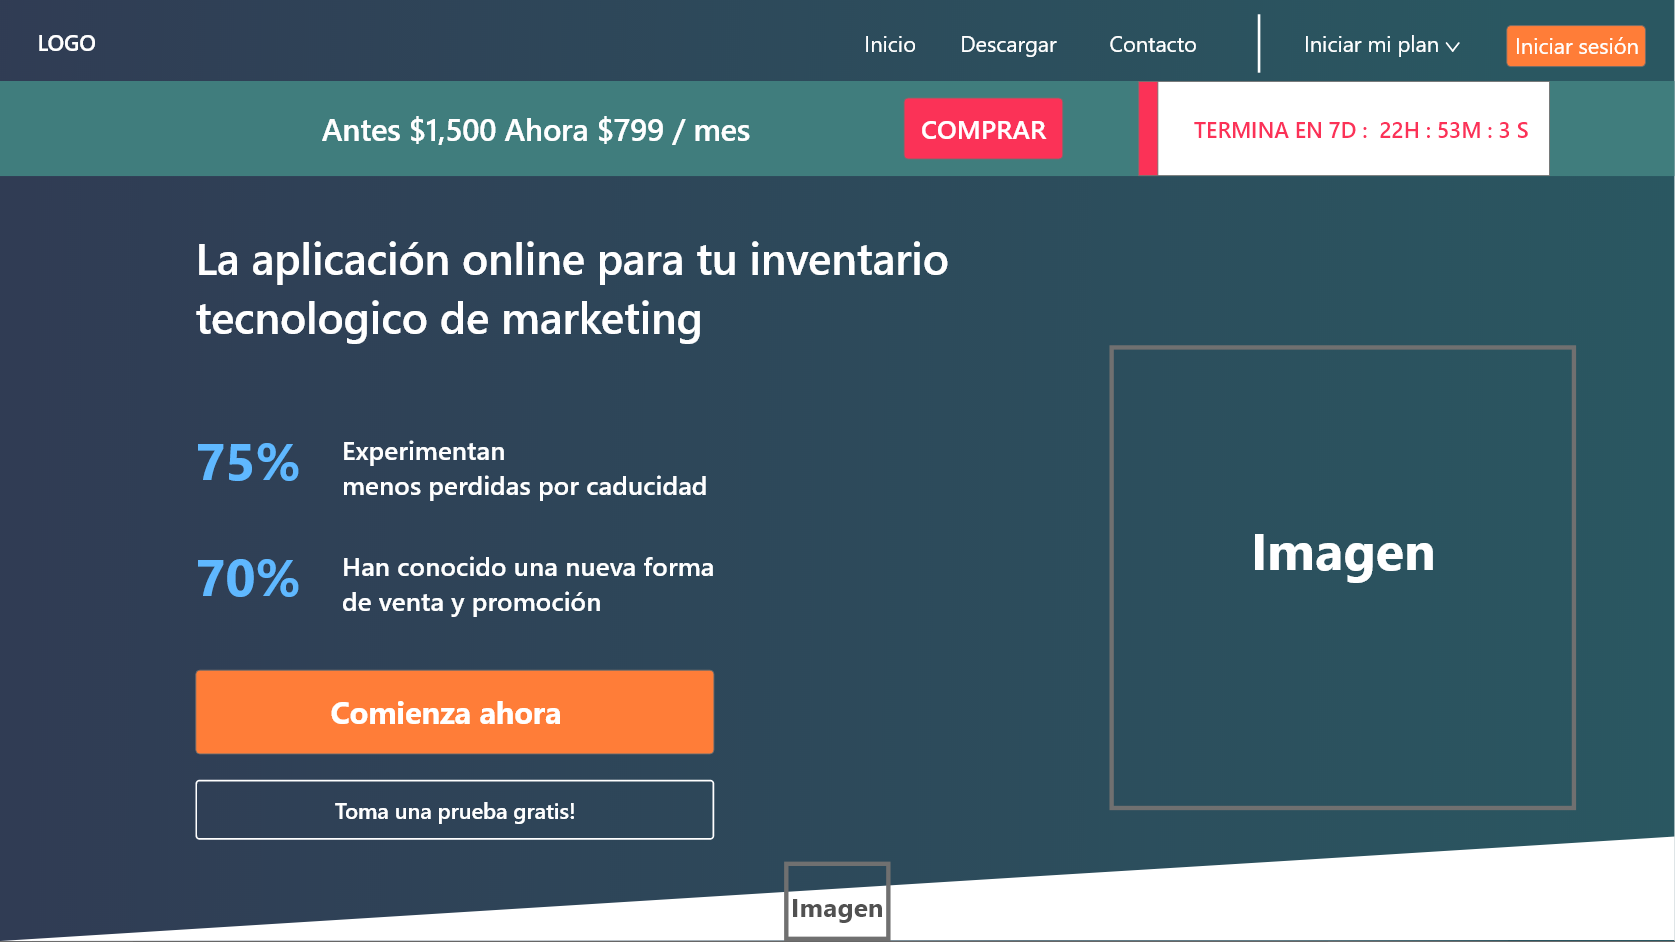 LOGO
Inicio
Descargar
Contacto
Iniciar mi plan
Iniciar sesión
Antes $1,500 Ahora $799 / mes
COMPRAR
TERMINA EN 7D :  22H : 53M : 3 S
La aplicación online para tu inventario
tecnologico de marketing
75%
Experimentan
menos perdidas por caducidad
70%
Han conocido una nueva forma
de venta y promoción
Comienza ahora
Toma una prueba gratis!
Imagen
Imagen